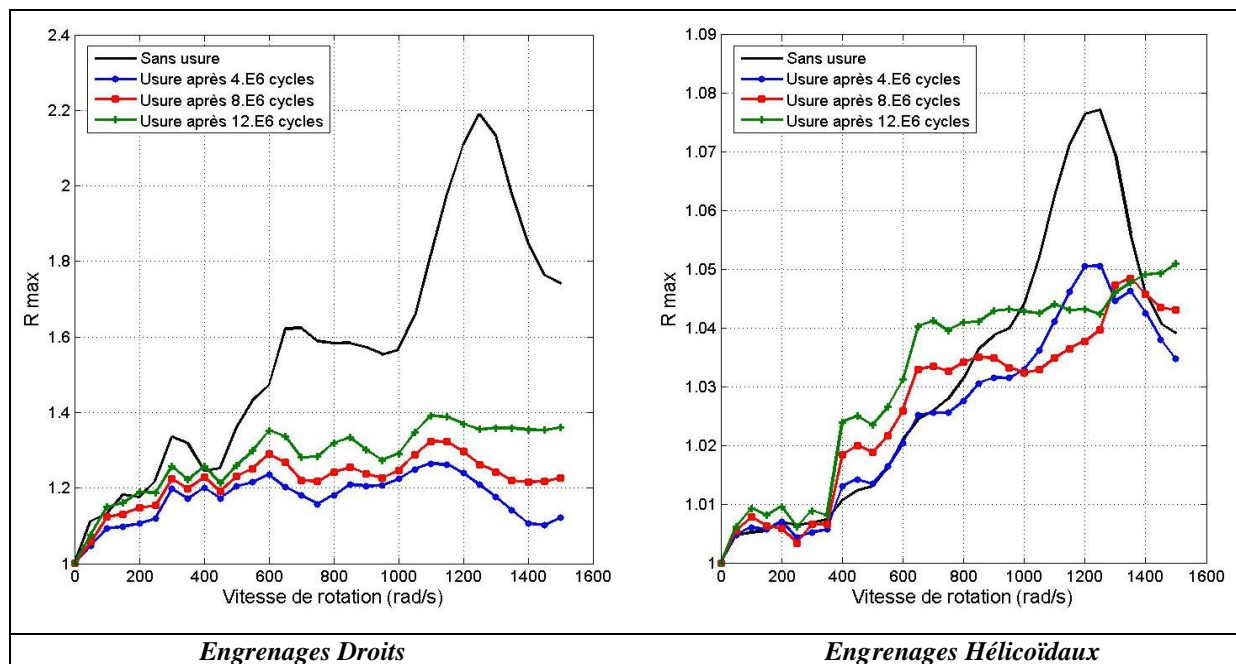 2.4
2.2
2
1.8
1.6
1.4
1.2
1
R max
Sans usure
Usure après 4.E6 cycles
Usure après 8.E6 cycles
Usure après 12.E6 cycles
0 200 400 600 800 1000 1200 1400 1600
Vitesse de rotation (rad/s)
1.09
1.08
1.07
1.06
1.05
1.04
1.03
1.02
1.01
1
R max
Sans usure
Usure après 4.E6 cycles
Usure après 8.E6 cycles
Usure après 12.E6 cycles
0 200 400 600 800 1000 1200 1400 1600
Vitesse de rotation (rad/s)
Engrenages Droits
Engrenages Hélicoïdaux